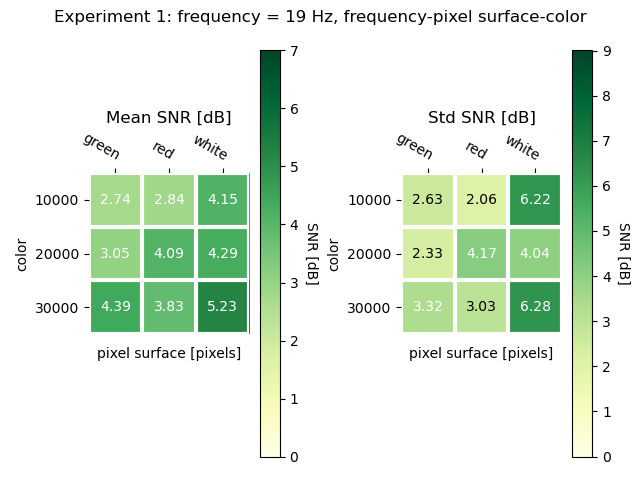 Experiment 1: frequency = 19 Hz, frequency-pixel surface-color
Mean SNR [dB]
green red white
10000 2.74 2.84 4.15
20000 3.05 4.09 4.29
30000 4.39 3.83 5.23
color
pixel surface [pixels]
7
6
5
4
3
2
1
0
SNR [dB]
Std SNR [dB]
green red white
10000 2.63 2.06 6.22
20000 2.33 4.17 4.04
30000 3.32 3.03 6.28
color
pixel surface [pixels]
9
8
7
6
5
4
3
2
1
0
SNR [dB]